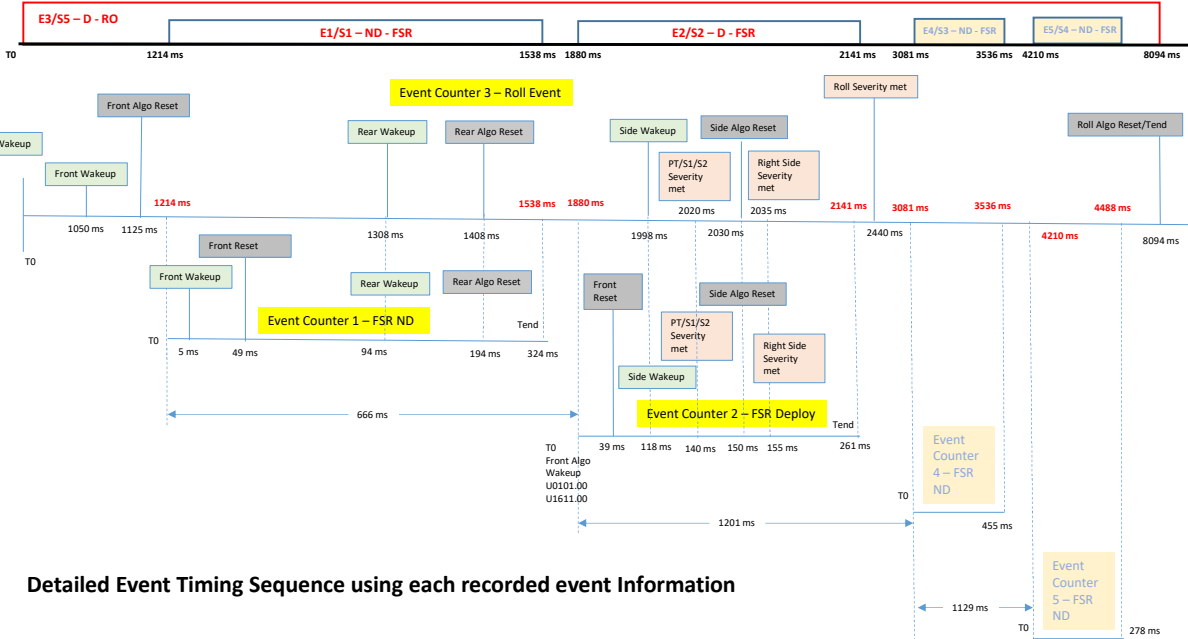 E3/S5 – D - RO
E1/S1 – ND - FSR
E2/S2 – D - FSR
E4/S3 – ND - FSR
E5/S4 – ND - FSR
T0
1214 ms
1538 ms
1880 ms
2141 ms
3081 ms
3536 ms
4210 ms
8094 ms
Event Counter 3 – Roll Event
Roll Severity met
Front Algo Reset
Wakeup
Front Wakeup
Rear Wakeup
Rear Algo Reset
Side Wakeup
Side Algo Reset
PT/S1/S2
Severity
met
Right Side
Severity
met
Roll Algo Reset/Tend
1214 ms
1538 ms
1880 ms
2141 ms
3081 ms
3536 ms
4488 ms
4210 ms
1050 ms
1125 ms
1308 ms
1408 ms
1998 ms
2020 ms
2030 ms
2035 ms
2440 ms
8094 ms
T0
Front Reset
Front Wakeup
Rear Wakeup
Rear Algo Reset
Event Counter 1 – FSR ND
Tend
T0
5 ms
49 ms
94 ms
194 ms
324 ms
Front
Reset
Side Algo Reset
PT/S1/S2
Severity
met
Right Side
Severity
met
Side Wakeup
666 ms
Event Counter 2 – FSR Deploy
Tend
T0
Front Algo
Wakeup
U0101.00
U1611.00
39 ms
118 ms
140 ms
150 ms
155 ms
261 ms
Event
Counter
4 – FSR
ND
T0
455 ms
1201 ms
Event
Counter
5 – FSR
ND
1129 ms
T0
278 ms
Detailed Event Timing Sequence using each recorded event Information